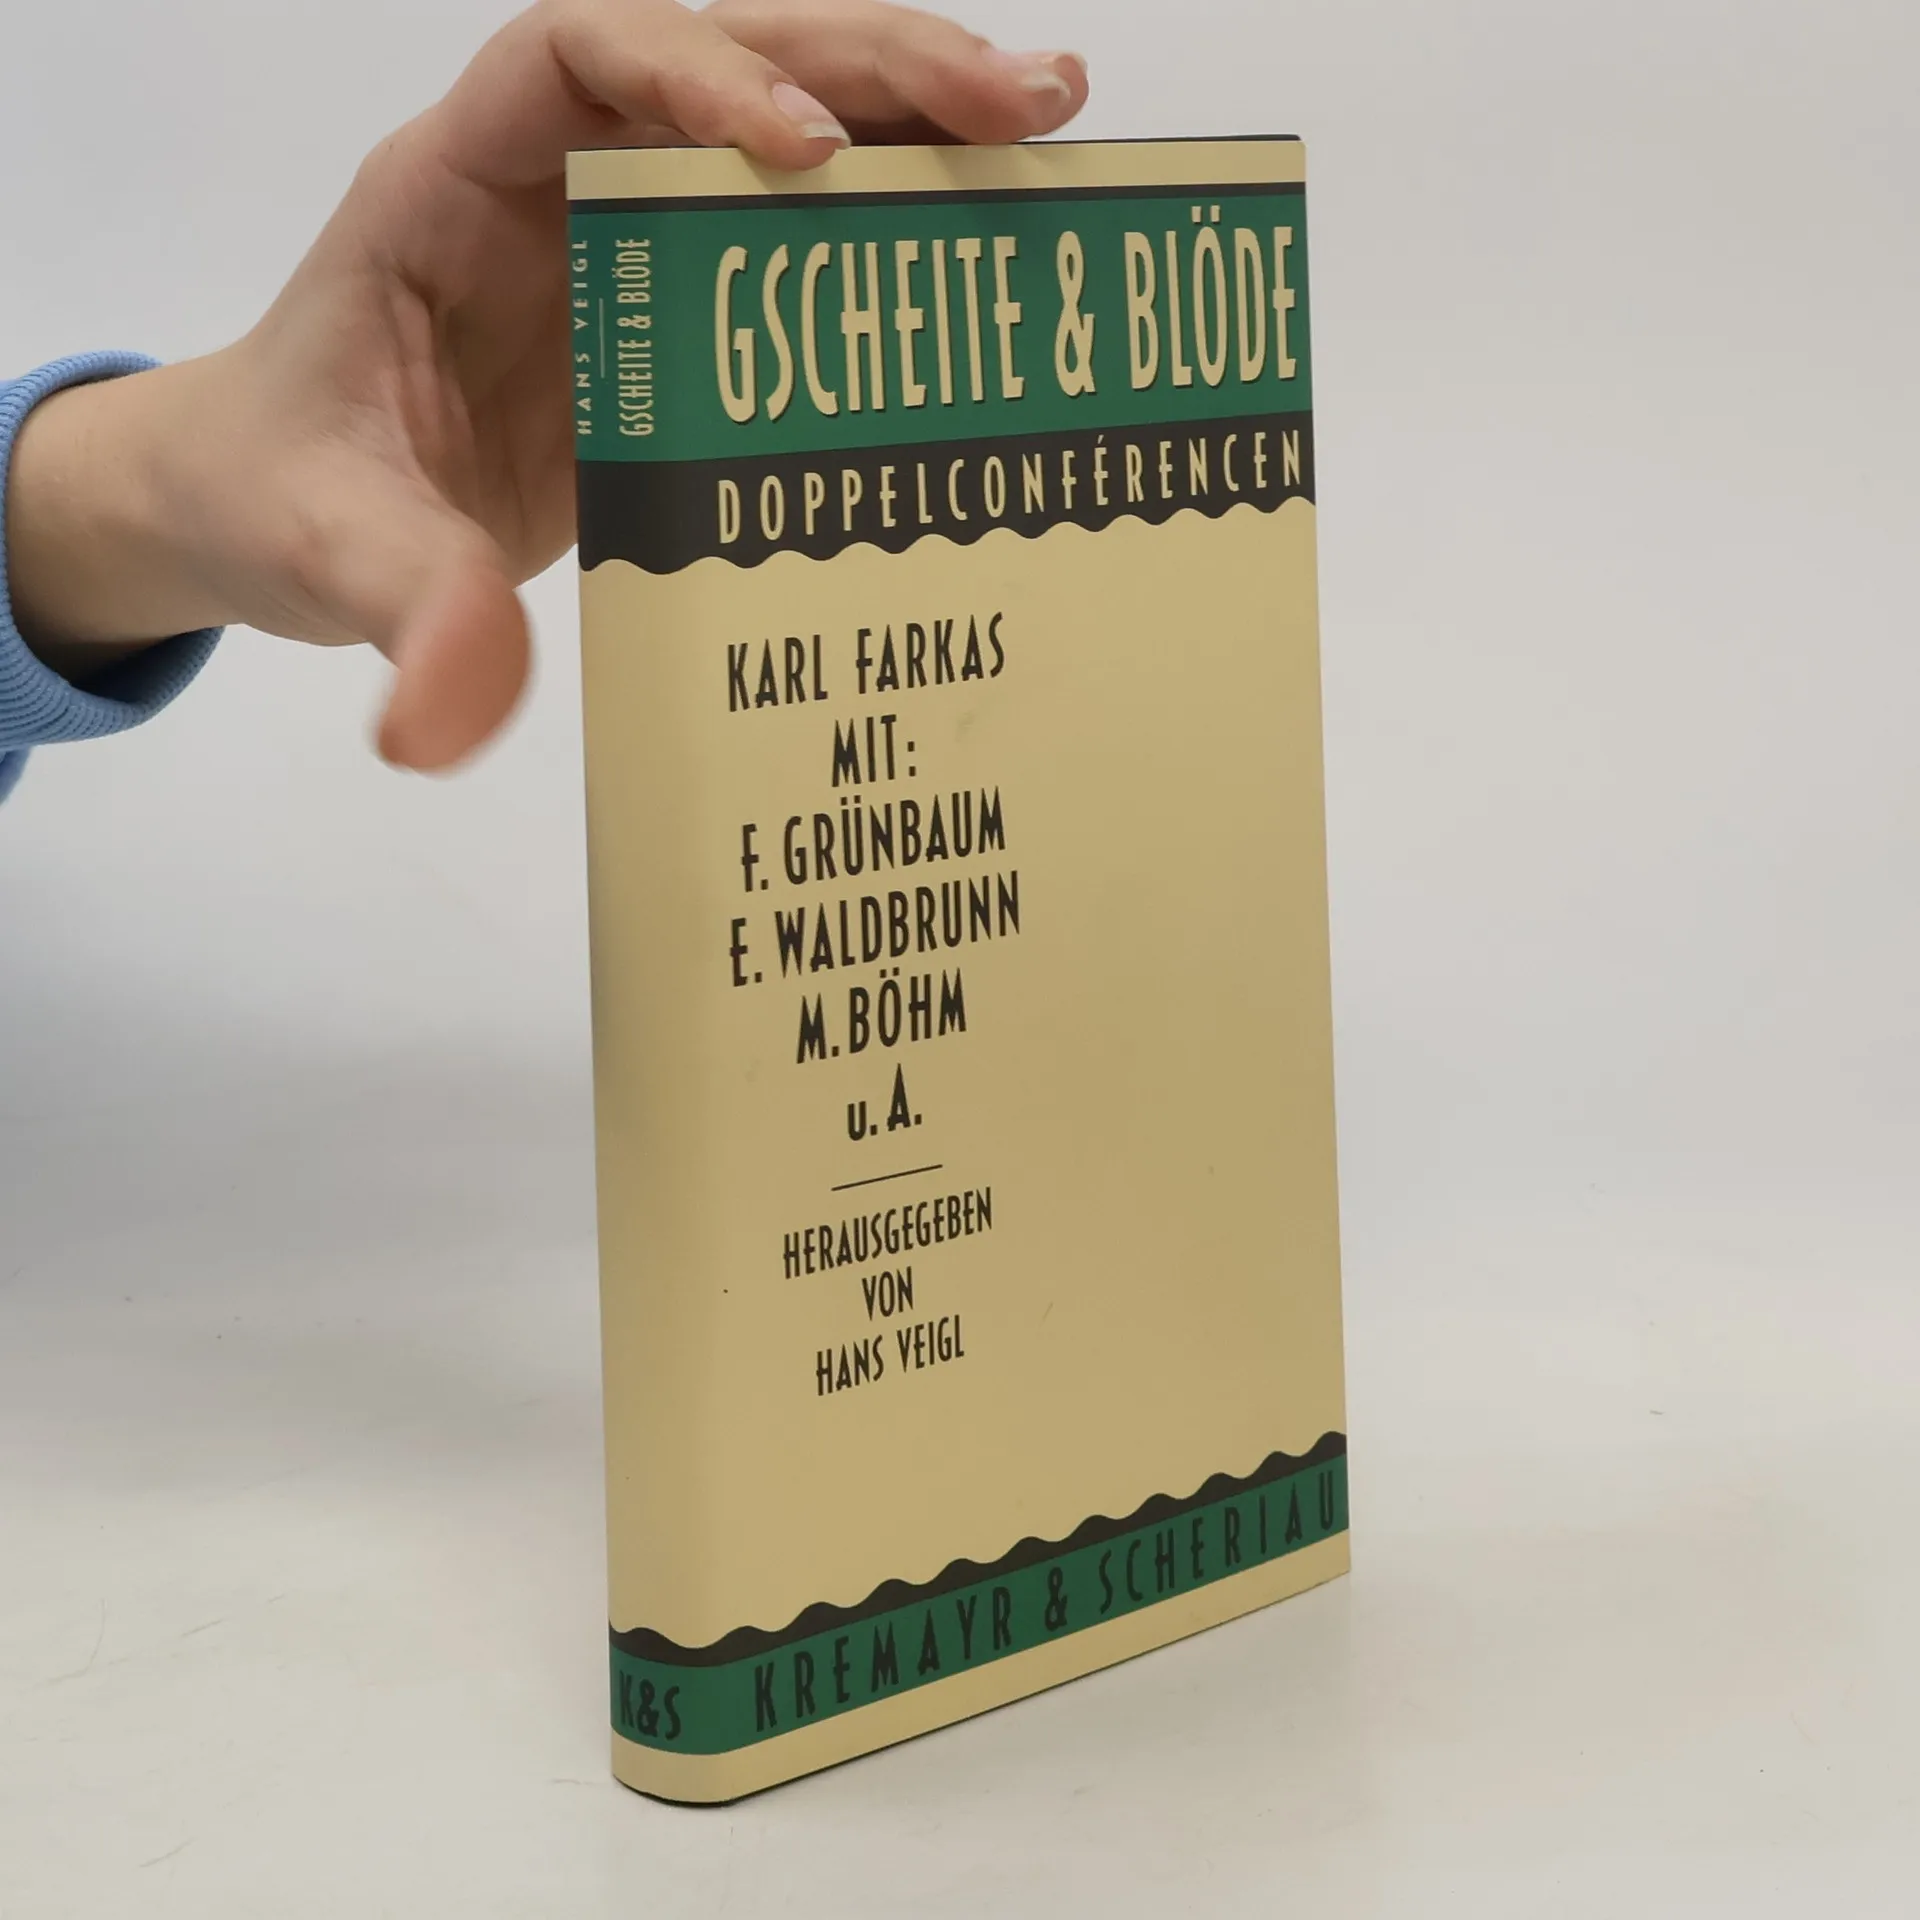 HANS VEIGL
GSCHEITE & BLÖDE
GSCHEITE & BLÖDE
DOPPELCONFÉRENCEN
KARL FARKAS
MIT:
F. GRÜNBAUM
E. WALDBRUNN
M. BÖHM
u. A.
HERAUSGEGEBEN
VON
HANS VEIGL
K&S
KREMAYR & SCHERIAU